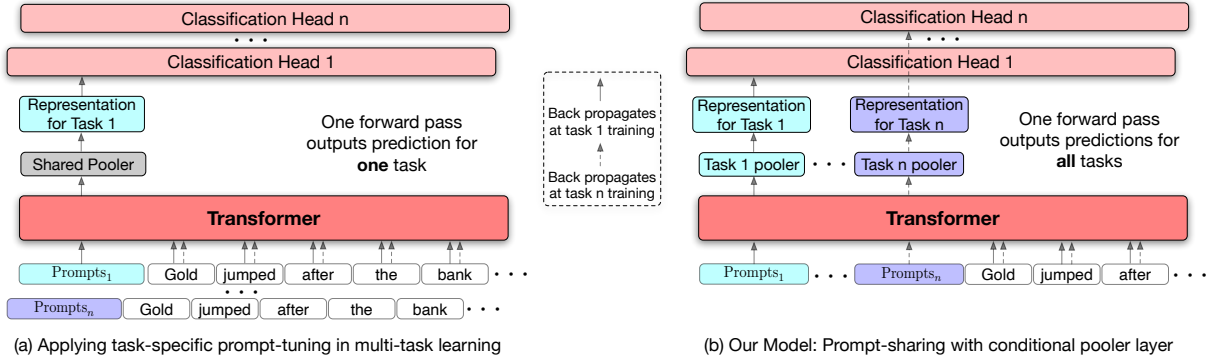 Classification Head n
. . .
Classification Head 1
Representation
for Task 1
Shared Pooler
One forward pass
outputs prediction for
one task
Transformer
Prompts₁ Gold jumped after the bank . . .
. . .
Promptsₙ Gold jumped after the bank . . .
(a) Applying task-specific prompt-tuning in multi-task learning
Back propagates
at task 1 training
Back propagates
at task n training
Classification Head n
. . .
Classification Head 1
Representation
for Task 1
Representation
for Task n
Task 1 pooler . . . Task n pooler
One forward pass
outputs predictions for
all tasks
Transformer
Prompts₁ . . . Promptsₙ Gold jumped after . . .
(b) Our Model: Prompt-sharing with conditional pooler layer